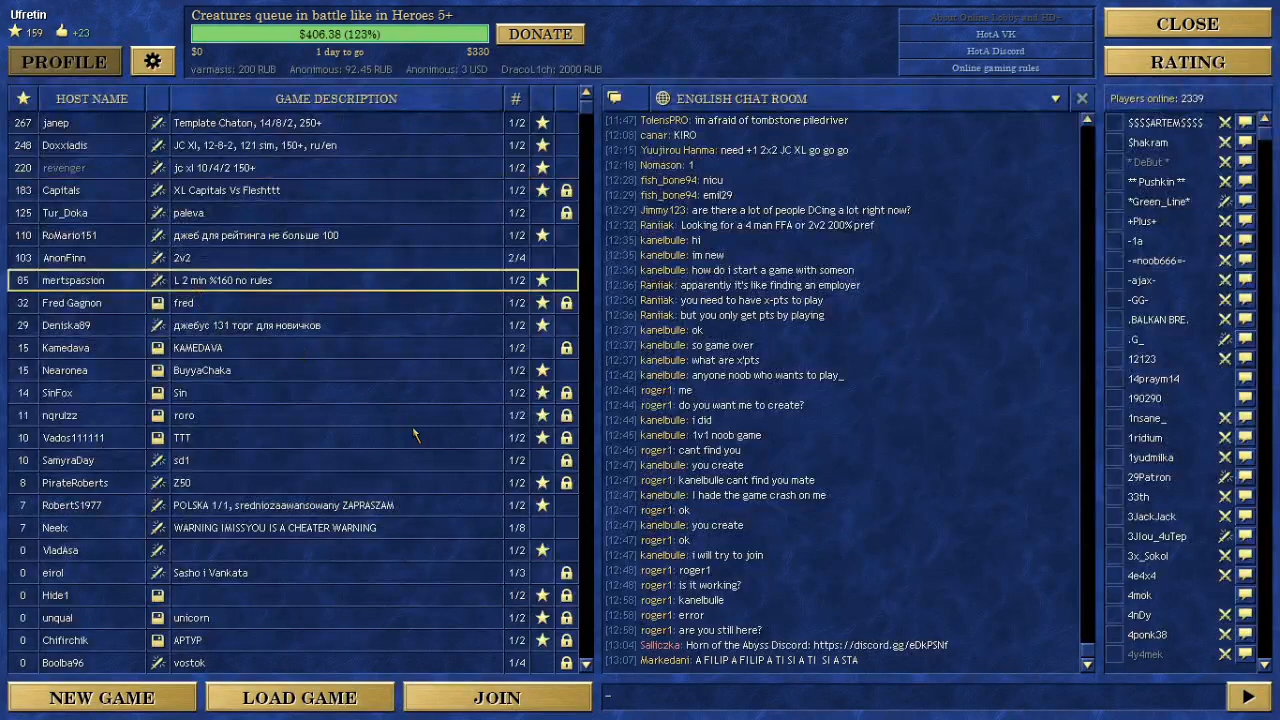 Ufretin
159 -23
PROFILE
Creatures queue in battle like in Heroes 5+
$406.38 (123%)
DONATE
$0 1 day to go $330
varmasis: 200 RUB Anonimus: 92.45 RUB Anonimous: 3 USD DracoL1ch: 2000 RUB
About Online Lobby and HD+
HotA VK
HotA Discord
Online gaming rules
CLOSE
RATING
HOST NAME GAME DESCRIPTION #
267 janep Template Chaton, 14/8/2, 250+ 1/2
248 Doxxladis JC Xl, 12-8-2, 121 sim, 150+, ru/en 1/2
220 revenger jc xl 10/4/2 150+ 1/2
183 Capitals XL Capitals Vs Fleshttt 1/2
125 Tur_Doka paleva 1/2
110 RoMario151 джеб для рейтинга не больше 100 1/2
103 AnonFinn 2v2 2/4
85 mertspassion L 2 min %160 no rules 1/2
32 Fred Gagnon fred 1/2
29 Deniska89 джебус 131 торг для новичков 1/2
15 Kamedava KAMEDAVA 1/2
15 Nearonea BuyyaChaka 1/2
14 SinFox Sin 1/2
11 nqrulzz roro 1/2
10 Vados111111 TTT 1/2
10 SamyraDay sd1 1/2
8 PirateRoberts Z50 1/2
7 RobertS1977 POLSKA 1/1, sredniozaawansowany ZAPRASZAM 1/2
7 Neelx WARNING IMISSYOU IS A CHEATER WARNING 1/8
0 VladAsa 1/2
0 eirol Sasho i Vankata 1/3
0 Hide1 1/2
0 unqual unicorn 1/2
0 Chifirchik АРТУР 1/2
0 Boolba96 vostok 1/4
NEW GAME
LOAD GAME
JOIN
ENGLISH CHAT ROOM
[11:47] TolensPRO: im afraid of tombstone piledriver
[12:08] canar: KIRO
[12:15] Yuujirou Hanma: need +1 2x2 JC XL go go go
[12:18] Nomason: 1
[12:28] fish_bone94: nicu
[12:29] fish_bone94: emil29
[12:29] Jimmy123: are there a lot of people DCing a lot right now?
[12:32] Raniiak: Looking for a 4 man FFA or 2v2 200% pref
[12:35] kanelbulle: hi
[12:35] kanelbulle: im new
[12:36] kanelbulle: how do i start a game with someon
[12:36] Raniiak: apparently it's like finding an employer
[12:36] Raniiak: you need to have x-pts to play
[12:36] Raniiak: but you only get pts by playing
[12:37] kanelbulle: ok
[12:37] kanelbulle: so game over
[12:37] kanelbulle: what are x'pts
[12:42] kanelbulle: anyone noob who wants to play_
[12:44] roger1: me
[12:44] roger1: do you want me to create?
[12:44] kanelbulle: i did
[12:45] kanelbulle: 1v1 noob game
[12:46] roger1: cant find you
[12:47] kanelbulle: you create
[12:47] roger1: kanelbulle cant find you mate
[12:47] kanelbulle: I hade the game crash on me
[12:47] roger1: ok
[12:47] kanelbulle: you create
[12:47] roger1: ok
[12:47] kanelbulle: i will try to join
[12:48] roger1: roger1
[12:48] roger1: is it working?
[12:58] roger1: kanelbulle
[12:58] roger1: error
[12:58] roger1: are you still here?
[13:04] Salliczka: Horn of the Abyss Discord: https://discord.gg/eDkPSNf
[13:07] Markedani: A FILIP A FILIP A TI SI A TI SI A STA
Players online: 2339
$$$$ARTEM$$$$
$hakram
* DeBut *
** Pushkin **
*Green_Line*
+Plus+
-1a
-=noob666=-
-ajax-
-GG-
.BALKAN BRE.
.G_
12123
14praym14
190290
1nsane_
1ridium
1yudmilka
29Patron
33th
3JackJack
3JIou_4uTep
3x_Sokol
4e4x4
4mok
4nDy
4ponk38
4y4mek